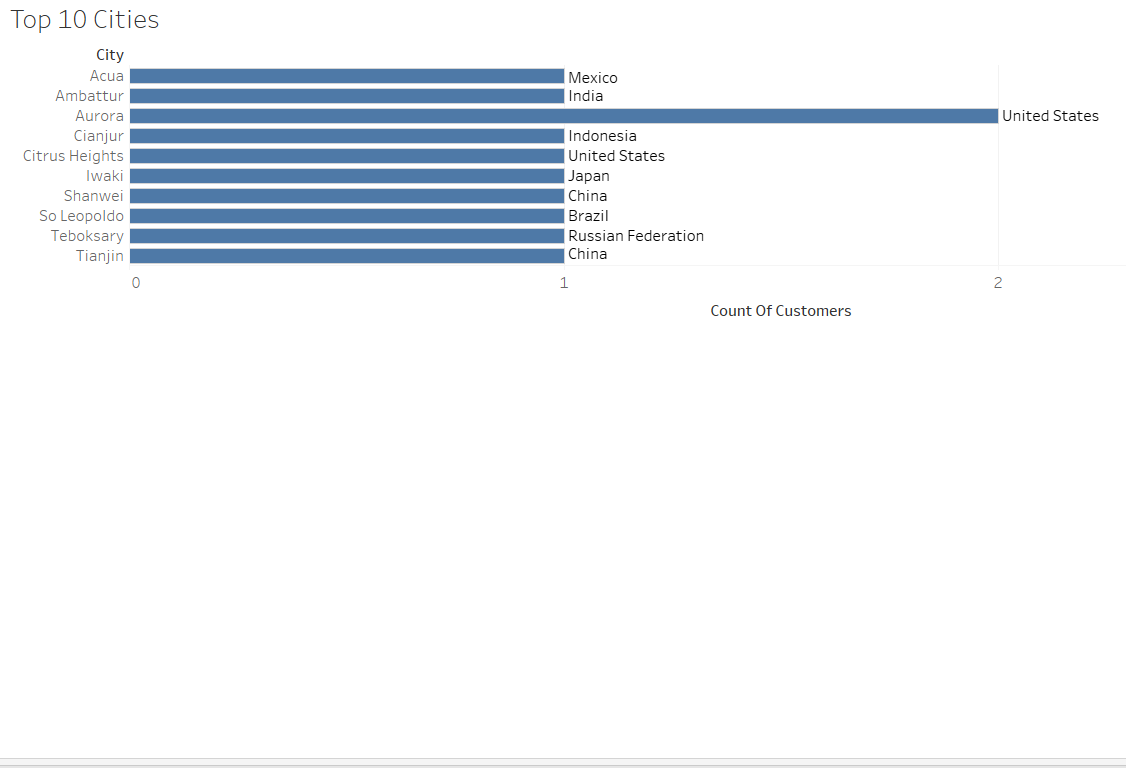 Top 10 Cities
City
Acua Mexico
Ambattur India
Aurora United States
Cianjur Indonesia
Citrus Heights United States
Iwaki Japan
Shanwei China
So Leopoldo Brazil
Teboksary Russian Federation
Tianjin China
0 1 2
Count Of Customers